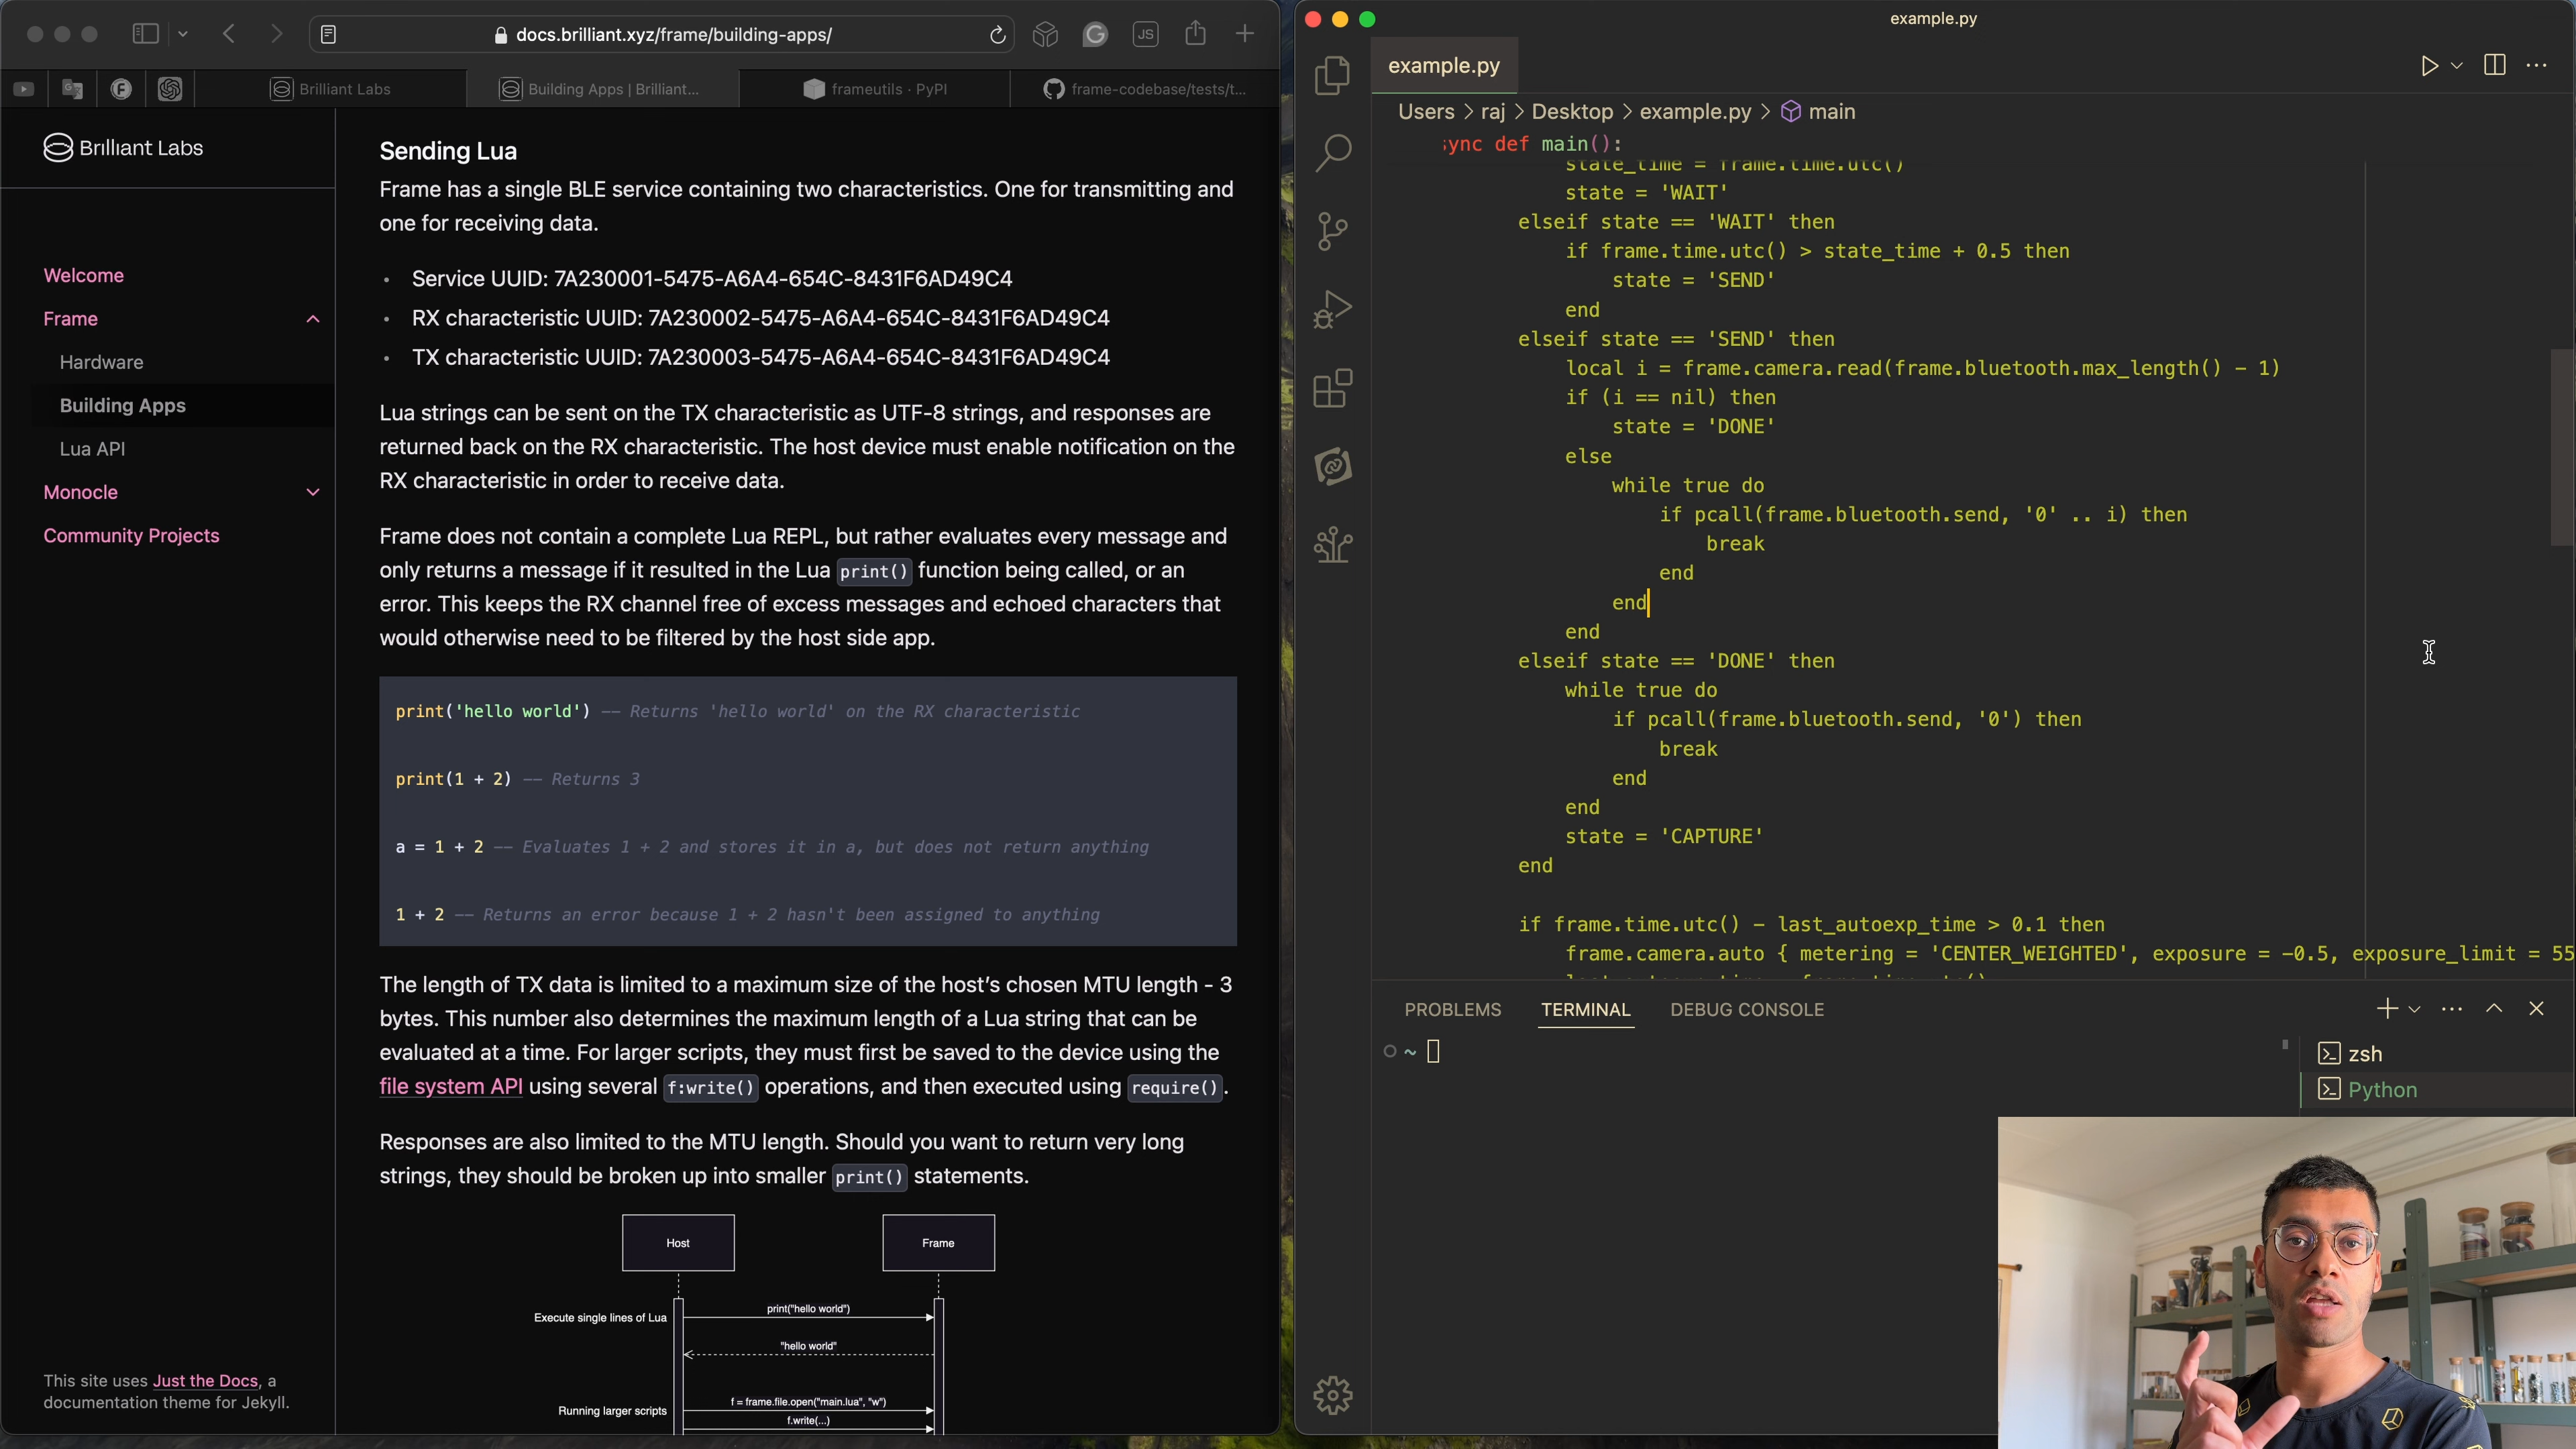 docs.brilliant.xyz/frame/building-apps/
Brilliant Labs
Building Apps | Brilliant...
frameutils · PyPI
frame-codebase/tests/t...
Brilliant Labs
Welcome
Frame
Hardware
Building Apps
Lua API
Monocle
Community Projects
This site uses Just the Docs, a
documentation theme for Jekyll.
Sending Lua
Frame has a single BLE service containing two characteristics. One for transmitting and
one for receiving data.
• Service UUID: 7A230001-5475-A6A4-654C-8431F6AD49C4
• RX characteristic UUID: 7A230002-5475-A6A4-654C-8431F6AD49C4
• TX characteristic UUID: 7A230003-5475-A6A4-654C-8431F6AD49C4
Lua strings can be sent on the TX characteristic as UTF-8 strings, and responses are
returned back on the RX characteristic. The host device must enable notification on the
RX characteristic in order to receive data.
Frame does not contain a complete Lua REPL, but rather evaluates every message and
only returns a message if it resulted in the Lua print() function being called, or an
error. This keeps the RX channel free of excess messages and echoed characters that
would otherwise need to be filtered by the host side app.
print('hello world') -- Returns 'hello world' on the RX characteristic
print(1 + 2) -- Returns 3
a = 1 + 2 -- Evaluates 1 + 2 and stores it in a, but does not return anything
1 + 2 -- Returns an error because 1 + 2 hasn't been assigned to anything
The length of TX data is limited to a maximum size of the host's chosen MTU length - 3
bytes. This number also determines the maximum length of a Lua string that can be
evaluated at a time. For larger scripts, they must first be saved to the device using the
file system API using several f:write() operations, and then executed using require().
Responses are also limited to the MTU length. Should you want to return very long
strings, they should be broken up into smaller print() statements.
Host
Frame
Execute single lines of Lua
print("hello world")
"hello world"
Running larger scripts
f = frame.file.open("main.lua", "w")
f.write(...)
example.py
example.py
Users > raj > Desktop > example.py > main
ync def main():
state_time = frame.time.utc()
state = 'WAIT'
elseif state == 'WAIT' then
if frame.time.utc() > state_time + 0.5 then
state = 'SEND'
end
elseif state == 'SEND' then
local i = frame.camera.read(frame.bluetooth.max_length() - 1)
if (i == nil) then
state = 'DONE'
else
while true do
if pcall(frame.bluetooth.send, '0' .. i) then
break
end
end
end
elseif state == 'DONE' then
while true do
if pcall(frame.bluetooth.send, '0') then
break
end
end
state = 'CAPTURE'
end
if frame.time.utc() - last_autoexp_time > 0.1 then
frame.camera.auto { metering = 'CENTER_WEIGHTED', exposure = -0.5, exposure_limit = 55
PROBLEMS
TERMINAL
DEBUG CONSOLE
~
zsh
Python
JS